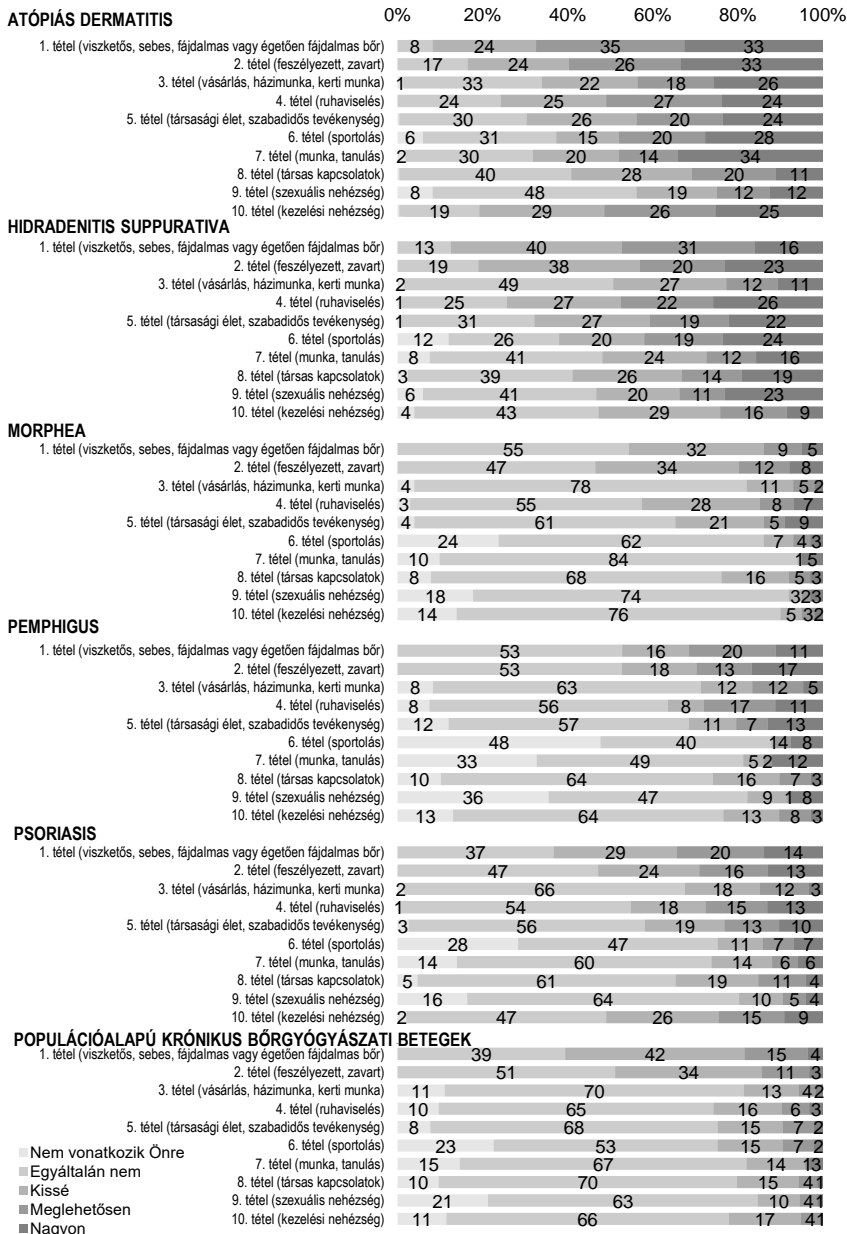 ATÓPIÁS DERMATITIS 0% 20% 40% 60% 80% 100%
1. tétel (viszketős, sebes, fájdalmas vagy égetően fájdalmas bőr) 8 24 35 33
2. tétel (feszélyezett, zavart) 17 24 26 33
3. tétel (vásárlás, házimunka, kerti munka) 1 33 22 18 26
4. tétel (ruhaviselés) 24 25 27 24
5. tétel (társasági élet, szabadidős tevékenység) 30 26 20 24
6. tétel (sportolás) 6 31 15 20 28
7. tétel (munka, tanulás) 2 30 20 14 34
8. tétel (társas kapcsolatok) 40 28 20 11
9. tétel (szexuális nehézség) 8 48 19 12 12
10. tétel (kezelési nehézség) 19 29 26 25
HIDRADENITIS SUPPURATIVA
1. tétel (viszketős, sebes, fájdalmas vagy égetően fájdalmas bőr) 13 40 31 16
2. tétel (feszélyezett, zavart) 19 38 20 23
3. tétel (vásárlás, házimunka, kerti munka) 2 49 27 12 11
4. tétel (ruhaviselés) 1 25 27 22 26
5. tétel (társasági élet, szabadidős tevékenység) 1 31 27 19 22
6. tétel (sportolás) 12 26 20 19 24
7. tétel (munka, tanulás) 8 41 24 12 16
8. tétel (társas kapcsolatok) 3 39 26 14 19
9. tétel (szexuális nehézség) 6 41 20 11 23
10. tétel (kezelési nehézség) 4 43 29 16 9
MORPHEA
1. tétel (viszketős, sebes, fájdalmas vagy égetően fájdalmas bőr) 55 32 9 5
2. tétel (feszélyezett, zavart) 47 34 12 8
3. tétel (vásárlás, házimunka, kerti munka) 4 78 11 5 2
4. tétel (ruhaviselés) 3 55 28 8 7
5. tétel (társasági élet, szabadidős tevékenység) 4 61 21 5 9
6. tétel (sportolás) 24 62 7 4 3
7. tétel (munka, tanulás) 10 84 1 5
8. tétel (társas kapcsolatok) 8 68 16 5 3
9. tétel (szexuális nehézség) 18 74 3 2 3
10. tétel (kezelési nehézség) 14 76 5 3 2
PEMPHIGUS
1. tétel (viszketős, sebes, fájdalmas vagy égetően fájdalmas bőr) 53 16 20 11
2. tétel (feszélyezett, zavart) 53 18 13 17
3. tétel (vásárlás, házimunka, kerti munka) 8 63 12 12 5
4. tétel (ruhaviselés) 8 56 8 17 11
5. tétel (társasági élet, szabadidős tevékenység) 12 57 11 7 13
6. tétel (sportolás) 48 40 14 8
7. tétel (munka, tanulás) 33 49 5 2 12
8. tétel (társas kapcsolatok) 10 64 16 7 3
9. tétel (szexuális nehézség) 36 47 9 1 8
10. tétel (kezelési nehézség) 13 64 13 8 3
PSORIASIS
1. tétel (viszketős, sebes, fájdalmas vagy égetően fájdalmas bőr) 37 29 20 14
2. tétel (feszélyezett, zavart) 47 24 16 13
3. tétel (vásárlás, házimunka, kerti munka) 2 66 18 12 3
4. tétel (ruhaviselés) 1 54 18 15 13
5. tétel (társasági élet, szabadidős tevékenység) 3 56 19 13 10
6. tétel (sportolás) 28 47 11 7 7
7. tétel (munka, tanulás) 14 60 14 6 6
8. tétel (társas kapcsolatok) 5 61 19 11 4
9. tétel (szexuális nehézség) 16 64 10 5 4
10. tétel (kezelési nehézség) 2 47 26 15 9
POPULÁCIÓALAPÚ KRÓNIKUS BŐRGYÓGYÁSZATI BETEGEK
1. tétel (viszketős, sebes, fájdalmas vagy égetően fájdalmas bőr) 39 42 15 4
2. tétel (feszélyezett, zavart) 51 34 11 3
3. tétel (vásárlás, házimunka, kerti munka) 11 70 13 4 2
4. tétel (ruhaviselés) 10 65 16 6 3
5. tétel (társasági élet, szabadidős tevékenység) 8 68 15 7 2
6. tétel (sportolás) 23 53 15 7 2
7. tétel (munka, tanulás) 15 67 14 1 3
8. tétel (társas kapcsolatok) 10 70 15 4 1
9. tétel (szexuális nehézség) 21 63 10 4 1
10. tétel (kezelési nehézség) 11 66 17 4 1
Nem vonatkozik Önre
Egyáltalán nem
Kissé
Meglehetősen
Nagyon